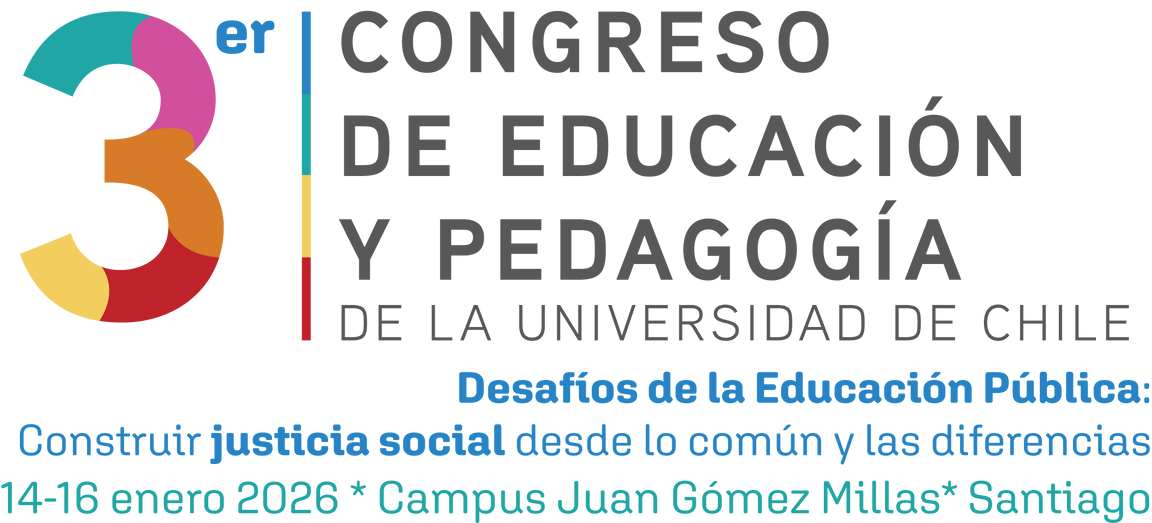 3er CONGRESO
DE EDUCACIÓN
Y PEDAGOGÍA
DE LA UNIVERSIDAD DE CHILE
Desafíos de la Educación Pública:
Construir justicia social desde lo común y las diferencias
14-16 enero 2026 * Campus Juan Gómez Millas* Santiago